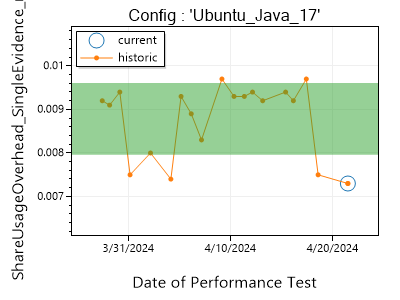 Config : 'Ubuntu_Java_17'
current
historic
0.01
0.009
0.008
0.007
ShareUsageOverhead_SingleEvidence_
3/31/2024
4/10/2024
4/20/2024
Date of Performance Test